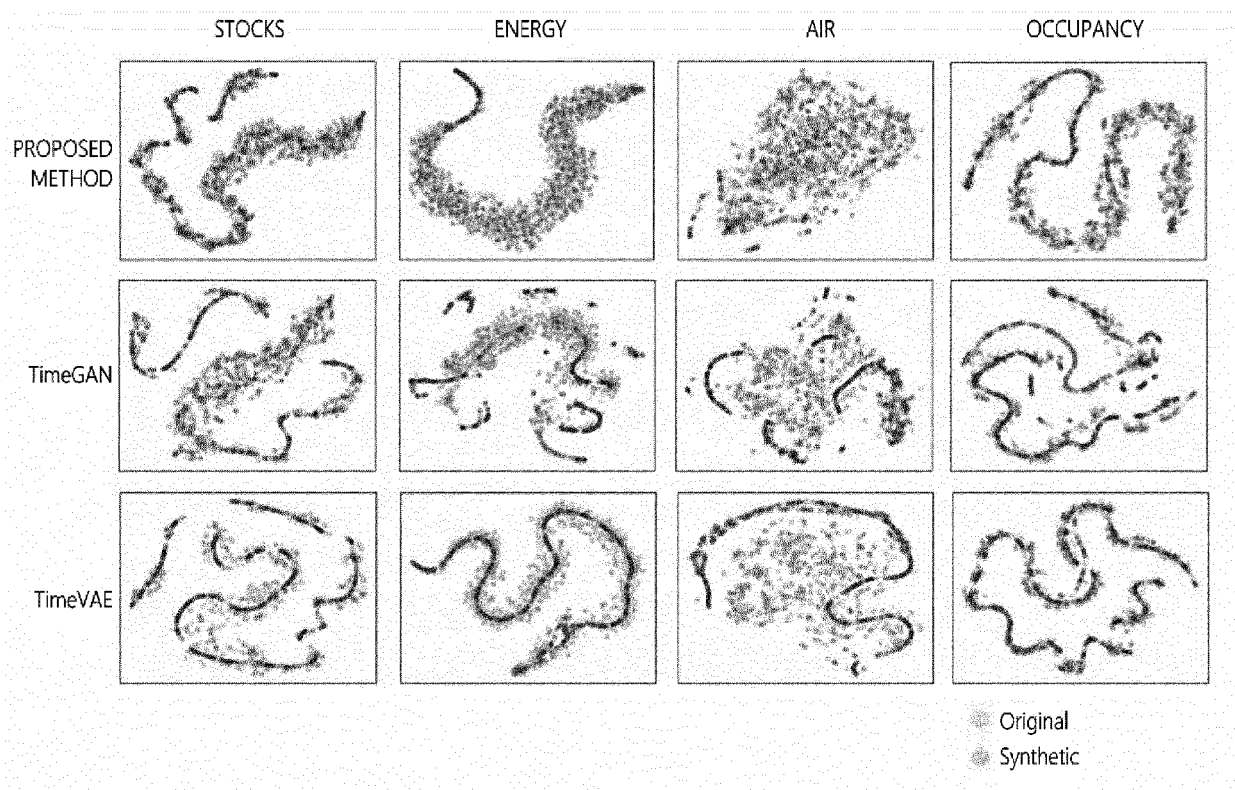 STOCKS ENERGY AIR OCCUPANCY
PROPOSED
METHOD
TimeGAN
TimeVAE
Original
Synthetic